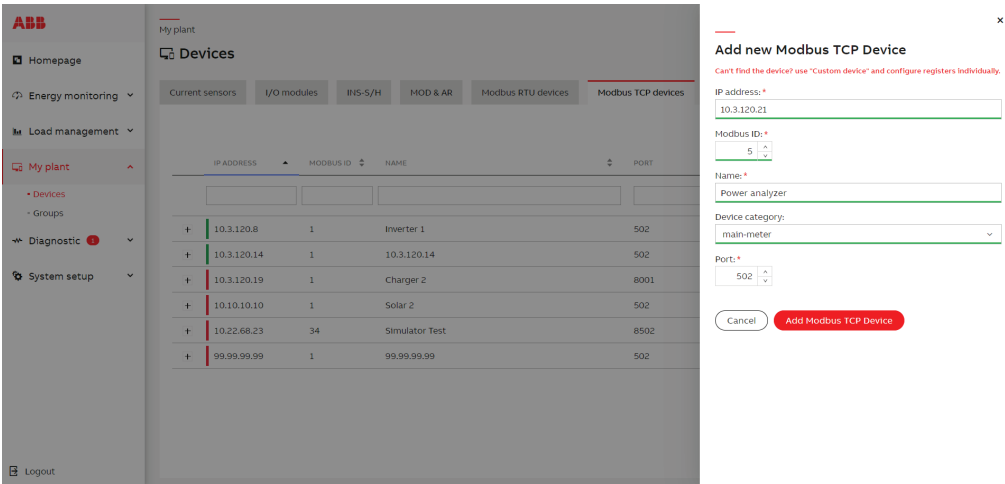 ABB
Homepage
Energy monitoring
Load management
My plant
• Devices
- Groups
Diagnostic 1
System setup
Logout
My plant
Devices
Current sensors I/O modules INS-S/H MOD & AR Modbus RTU devices Modbus TCP devices
IP ADDRESS MODBUS ID NAME PORT
+ 10.3.120.8 1 Inverter 1 502
+ 10.3.120.14 1 10.3.120.14 502
+ 10.3.120.19 1 Charger 2 8001
+ 10.10.10.10 1 Solar 2 502
+ 10.22.68.23 34 Simulator Test 8502
+ 99.99.99.99 1 99.99.99.99 502
×
Add new Modbus TCP Device
Can't find the device? use "Custom device" and configure registers individually.
IP address: *
10.3.120.21
Modbus ID: *
5
Name: *
Power analyzer
Device category:
main-meter
Port: *
502
Cancel Add Modbus TCP Device